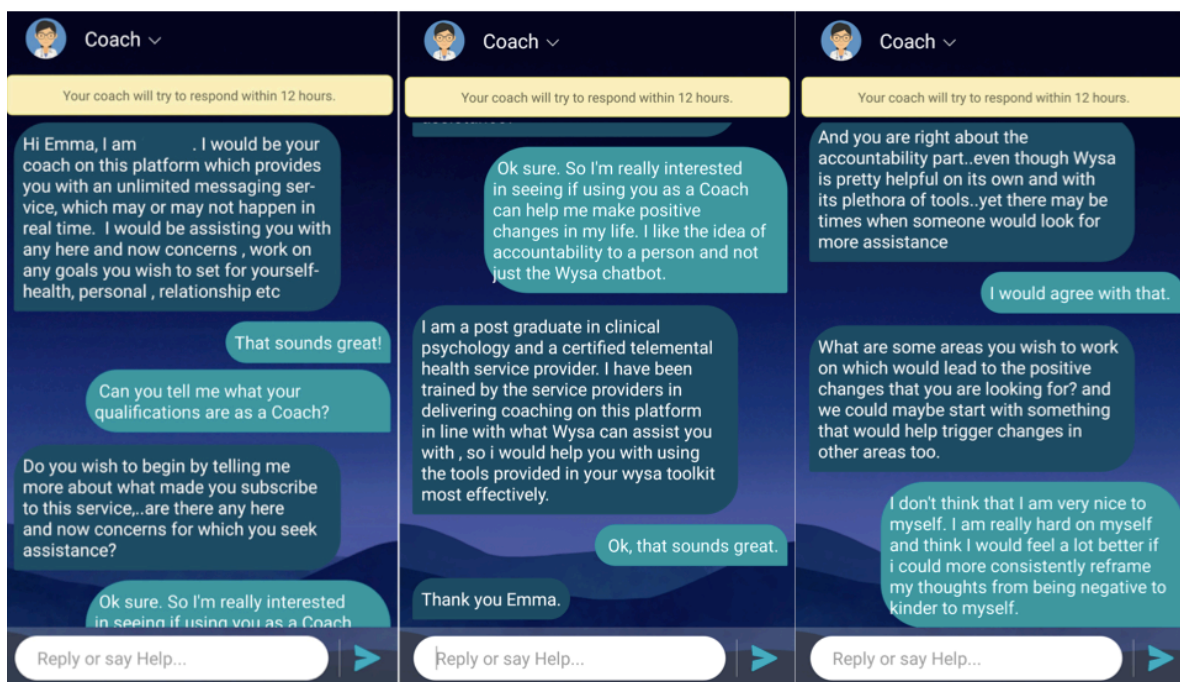 Coach
Your coach will try to respond within 12 hours.
Hi Emma, I am . I would be your
coach on this platform which provides
you with an unlimited messaging ser-
vice, which may or may not happen in
real time. I would be assisting you with
any here and now concerns , work on
any goals you wish to set for yourself-
health, personal , relationship etc
That sounds great!
Can you tell me what your
qualifications are as a Coach?
Do you wish to begin by telling me
more about what made you subscribe
to this service,..are there any here
and now concerns for which you seek
assistance?
Ok sure. So I'm really interested
in seeing if using you as a Coach
Reply or say Help...
Coach
Your coach will try to respond within 12 hours.
assistance?
Ok sure. So I'm really interested
in seeing if using you as a Coach
can help me make positive
changes in my life. I like the idea of
accountability to a person and not
just the Wysa chatbot.
I am a post graduate in clinical
psychology and a certified telemental
health service provider. I have been
trained by the service providers in
delivering coaching on this platform
in line with what Wysa can assist you
with , so i would help you with using
the tools provided in your wysa toolkit
most effectively.
Ok, that sounds great.
Thank you Emma.
Reply or say Help...
Coach
Your coach will try to respond within 12 hours.
And you are right about the
accountability part..even though Wysa
is pretty helpful on its own and with
its plethora of tools..yet there may be
times when someone would look for
more assistance
I would agree with that.
What are some areas you wish to work
on which would lead to the positive
changes that you are looking for? and
we could maybe start with something
that would help trigger changes in
other areas too.
I don't think that I am very nice to
myself. I am really hard on myself
and think I would feel a lot better if
i could more consistently reframe
my thoughts from being negative to
kinder to myself.
Reply or say Help...